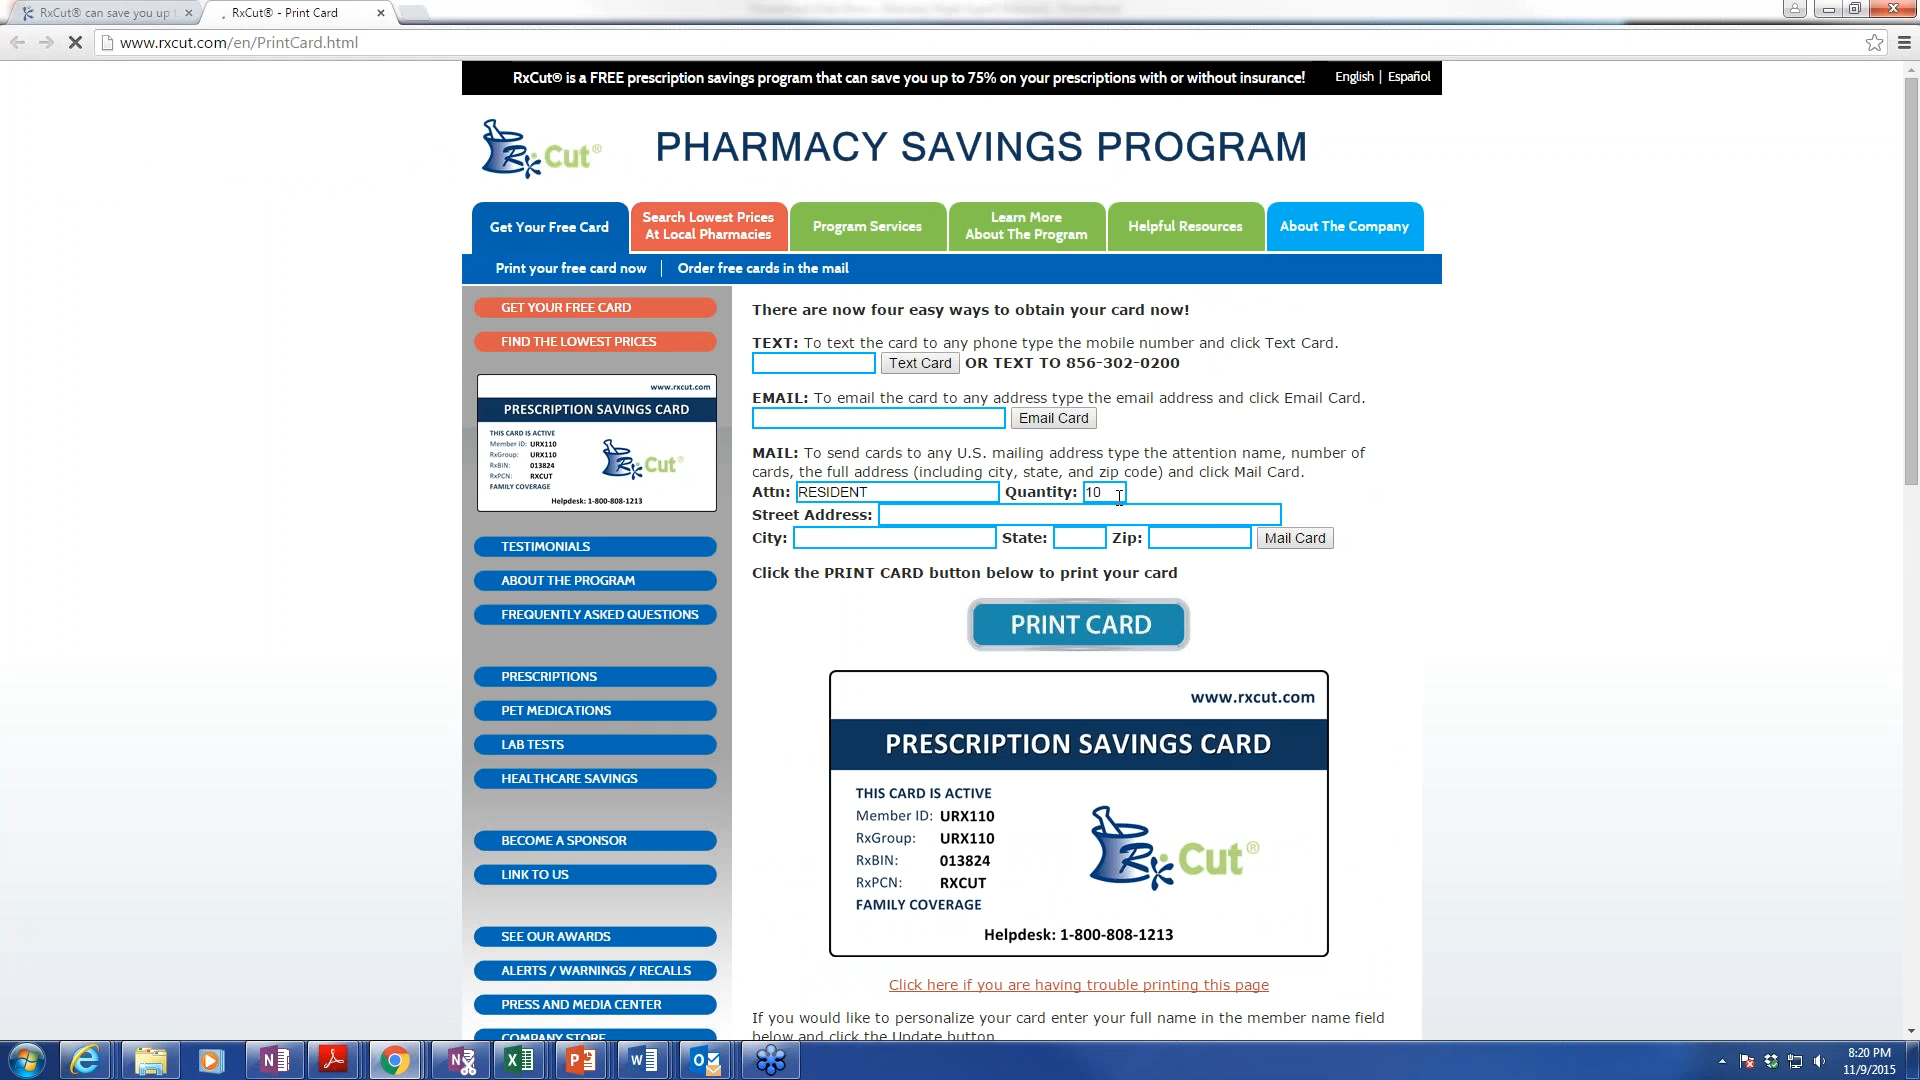 RxCut® can save you up t
RxCut® - Print Card
www.rxcut.com/en/PrintCard.html
RxCut® is a FREE prescription savings program that can save you up to 75% on your prescriptions with or without insurance!
English | Español
RxCut®
PHARMACY SAVINGS PROGRAM
Get Your Free Card
Search Lowest Prices
At Local Pharmacies
Program Services
Learn More
About The Program
Helpful Resources
About The Company
Print your free card now | Order free cards in the mail
GET YOUR FREE CARD
FIND THE LOWEST PRICES
www.rxcut.com
PRESCRIPTION SAVINGS CARD
THIS CARD IS ACTIVE
Member ID: URX110
RxGroup: URX110
RxBIN: 013824
RxPCN: RXCUT
FAMILY COVERAGE
RxCut®
Helpdesk: 1-800-808-1213
TESTIMONIALS
ABOUT THE PROGRAM
FREQUENTLY ASKED QUESTIONS
PRESCRIPTIONS
PET MEDICATIONS
LAB TESTS
HEALTHCARE SAVINGS
BECOME A SPONSOR
LINK TO US
SEE OUR AWARDS
ALERTS / WARNINGS / RECALLS
PRESS AND MEDIA CENTER
COMPANY STORE
There are now four easy ways to obtain your card now!
TEXT: To text the card to any phone type the mobile number and click Text Card.
Text Card OR TEXT TO 856-302-0200
EMAIL: To email the card to any address type the email address and click Email Card.
Email Card
MAIL: To send cards to any U.S. mailing address type the attention name, number of
cards, the full address (including city, state, and zip code) and click Mail Card.
Attn: RESIDENT Quantity: 10
Street Address:
City: State: Zip: Mail Card
Click the PRINT CARD button below to print your card
PRINT CARD
www.rxcut.com
PRESCRIPTION SAVINGS CARD
THIS CARD IS ACTIVE
Member ID: URX110
RxGroup: URX110
RxBIN: 013824
RxPCN: RXCUT
FAMILY COVERAGE
RxCut®
Helpdesk: 1-800-808-1213
Click here if you are having trouble printing this page
If you would like to personalize your card enter your full name in the member name field
below and click the Update button
8:20 PM
11/9/2015